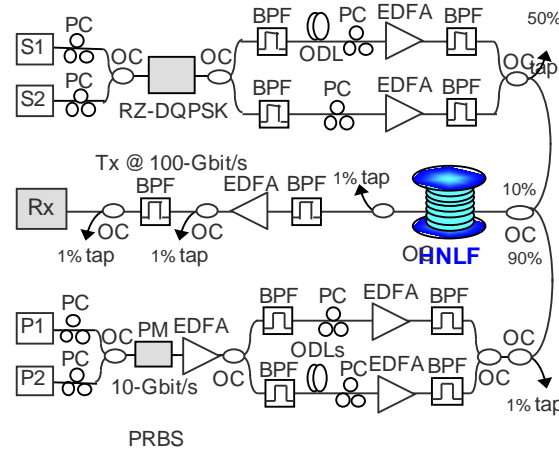 BPF PC EDFA BPF 50%
S1 PC OC OC ODL OC tap
S2 PC RZ-DQPSK BPF PC EDFA BPF
Tx @ 100-Gbit/s
Rx BPF EDFA BPF 1% tap 10%
OC OC OC HNLF OC
1% tap 1% tap 90%
P1 PC OC PM EDFA BPF PC EDFA BPF
P2 PC 10-Gbit/s OC ODLs OC OC
BPF PC EDFA BPF 1% tap
PRBS